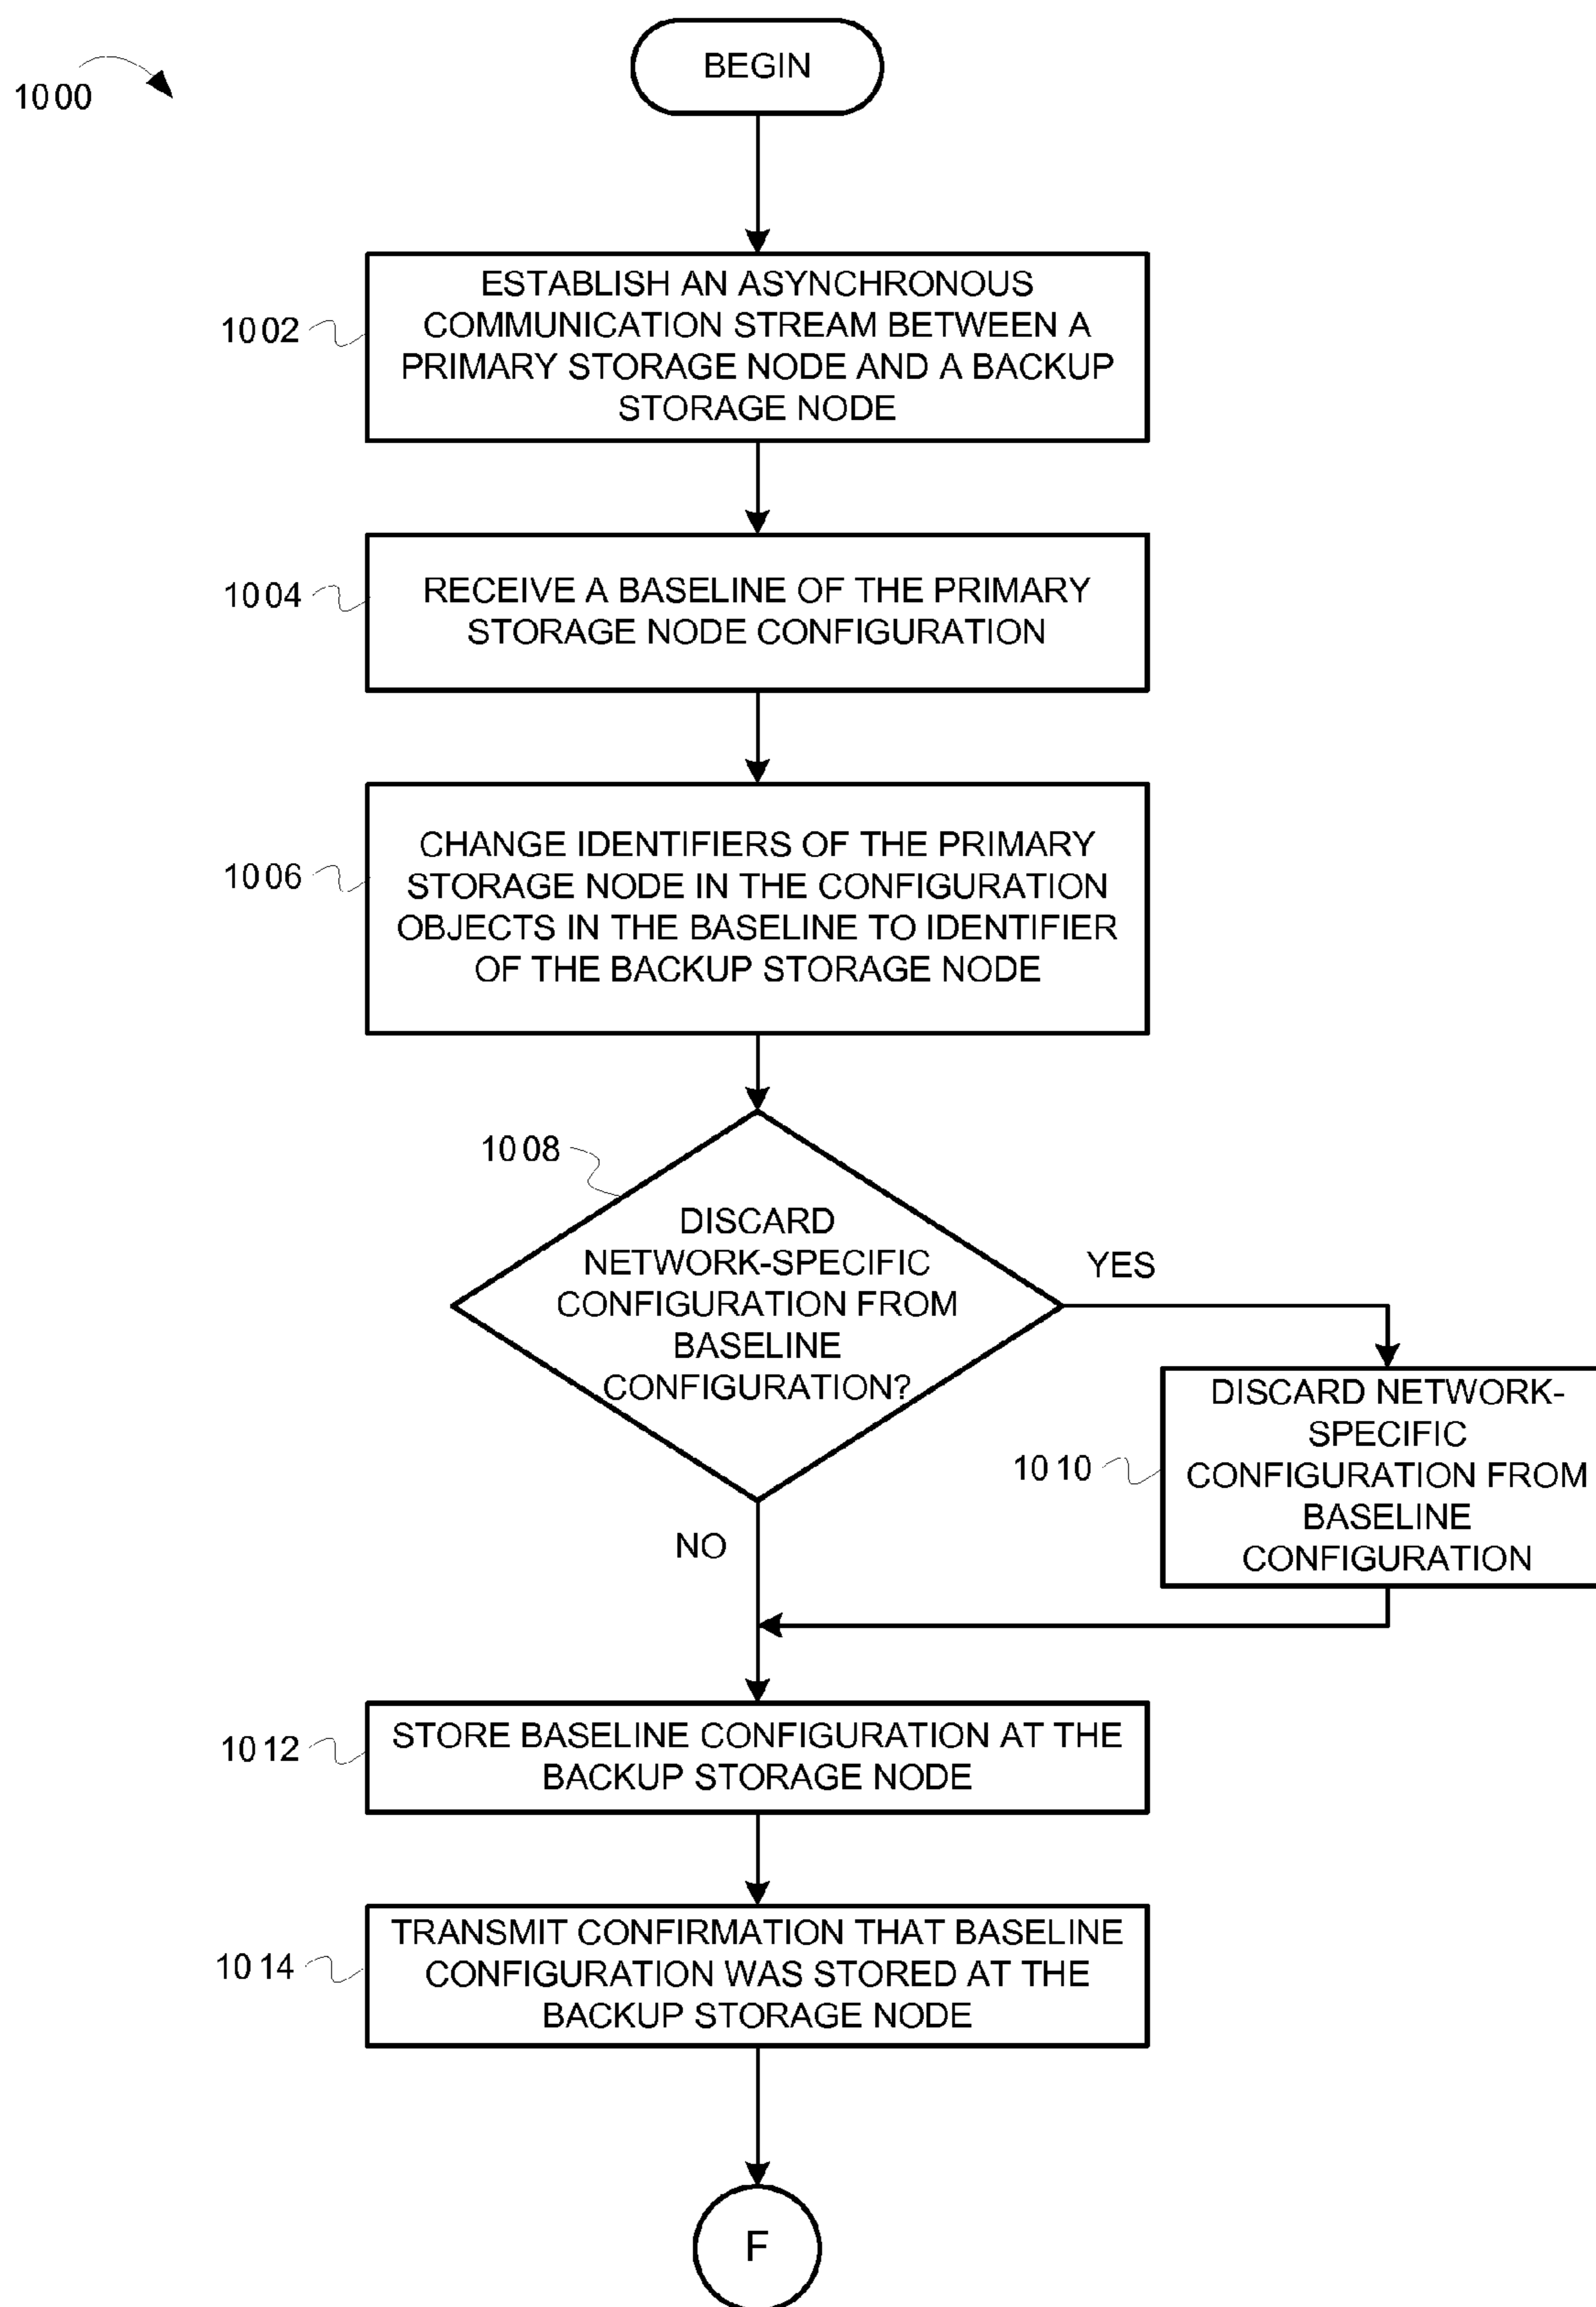 BEGIN
1000
1002
ESTABLISH AN ASYNCHRONOUS
COMMUNICATION STREAM BETWEEN A
PRIMARY STORAGE NODE AND A BACKUP
STORAGE NODE
1004
RECEIVE A BASELINE OF THE PRIMARY
STORAGE NODE CONFIGURATION
1006
CHANGE IDENTIFIERS OF THE PRIMARY
STORAGE NODE IN THE CONFIGURATION
OBJECTS IN THE BASELINE TO IDENTIFIER
OF THE BACKUP STORAGE NODE
1008
DISCARD
NETWORK-SPECIFIC
CONFIGURATION FROM
BASELINE
CONFIGURATION?
YES
1010
DISCARD NETWORK-
SPECIFIC
CONFIGURATION FROM
BASELINE
CONFIGURATION
NO
1012
STORE BASELINE CONFIGURATION AT THE
BACKUP STORAGE NODE
1014
TRANSMIT CONFIRMATION THAT BASELINE
CONFIGURATION WAS STORED AT THE
BACKUP STORAGE NODE
F